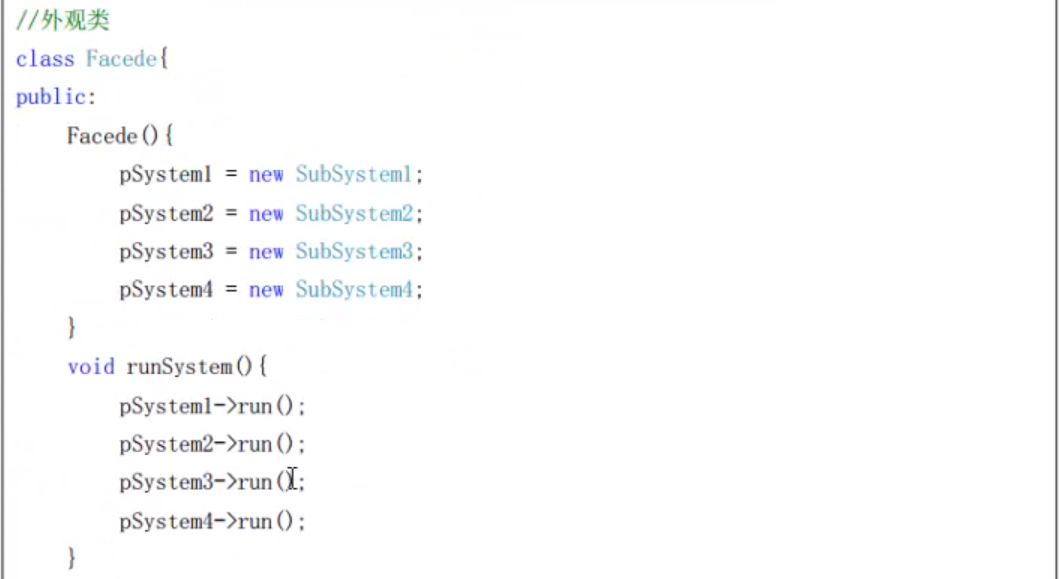 //外观类
class Facede{
public:
    Facede(){
        pSystem1 = new SubSystem1;
        pSystem2 = new SubSystem2;
        pSystem3 = new SubSystem3;
        pSystem4 = new SubSystem4;
    }
    void runSystem(){
        pSystem1->run();
        pSystem2->run();
        pSystem3->run();
        pSystem4->run();
    }